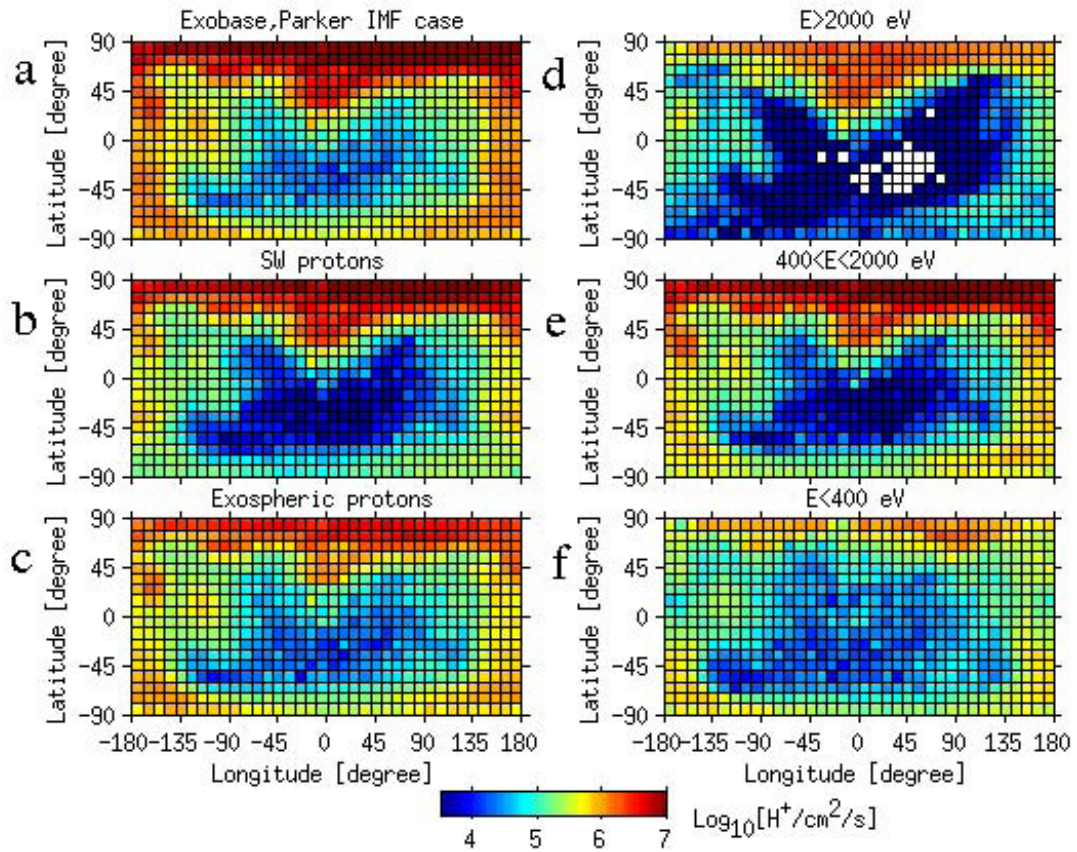 Exobase,Parker IMF case
a
Latitude [degree]
90
45
0
-45
-90
SW protons
b
Latitude [degree]
90
45
0
-45
-90
Exospheric protons
c
Latitude [degree]
90
45
0
-45
-90
-180 -135 -90 -45 0 45 90 135 180
Longitude [degree]
E>2000 eV
d
Latitude [degree]
90
45
0
-45
-90
400<E<2000 eV
e
Latitude [degree]
90
45
0
-45
-90
E<400 eV
f
Latitude [degree]
90
45
0
-45
-90
-180 -135 -90 -45 0 45 90 135 180
Longitude [degree]
4 5 6 7
Log₁₀[H⁺/cm²/s]